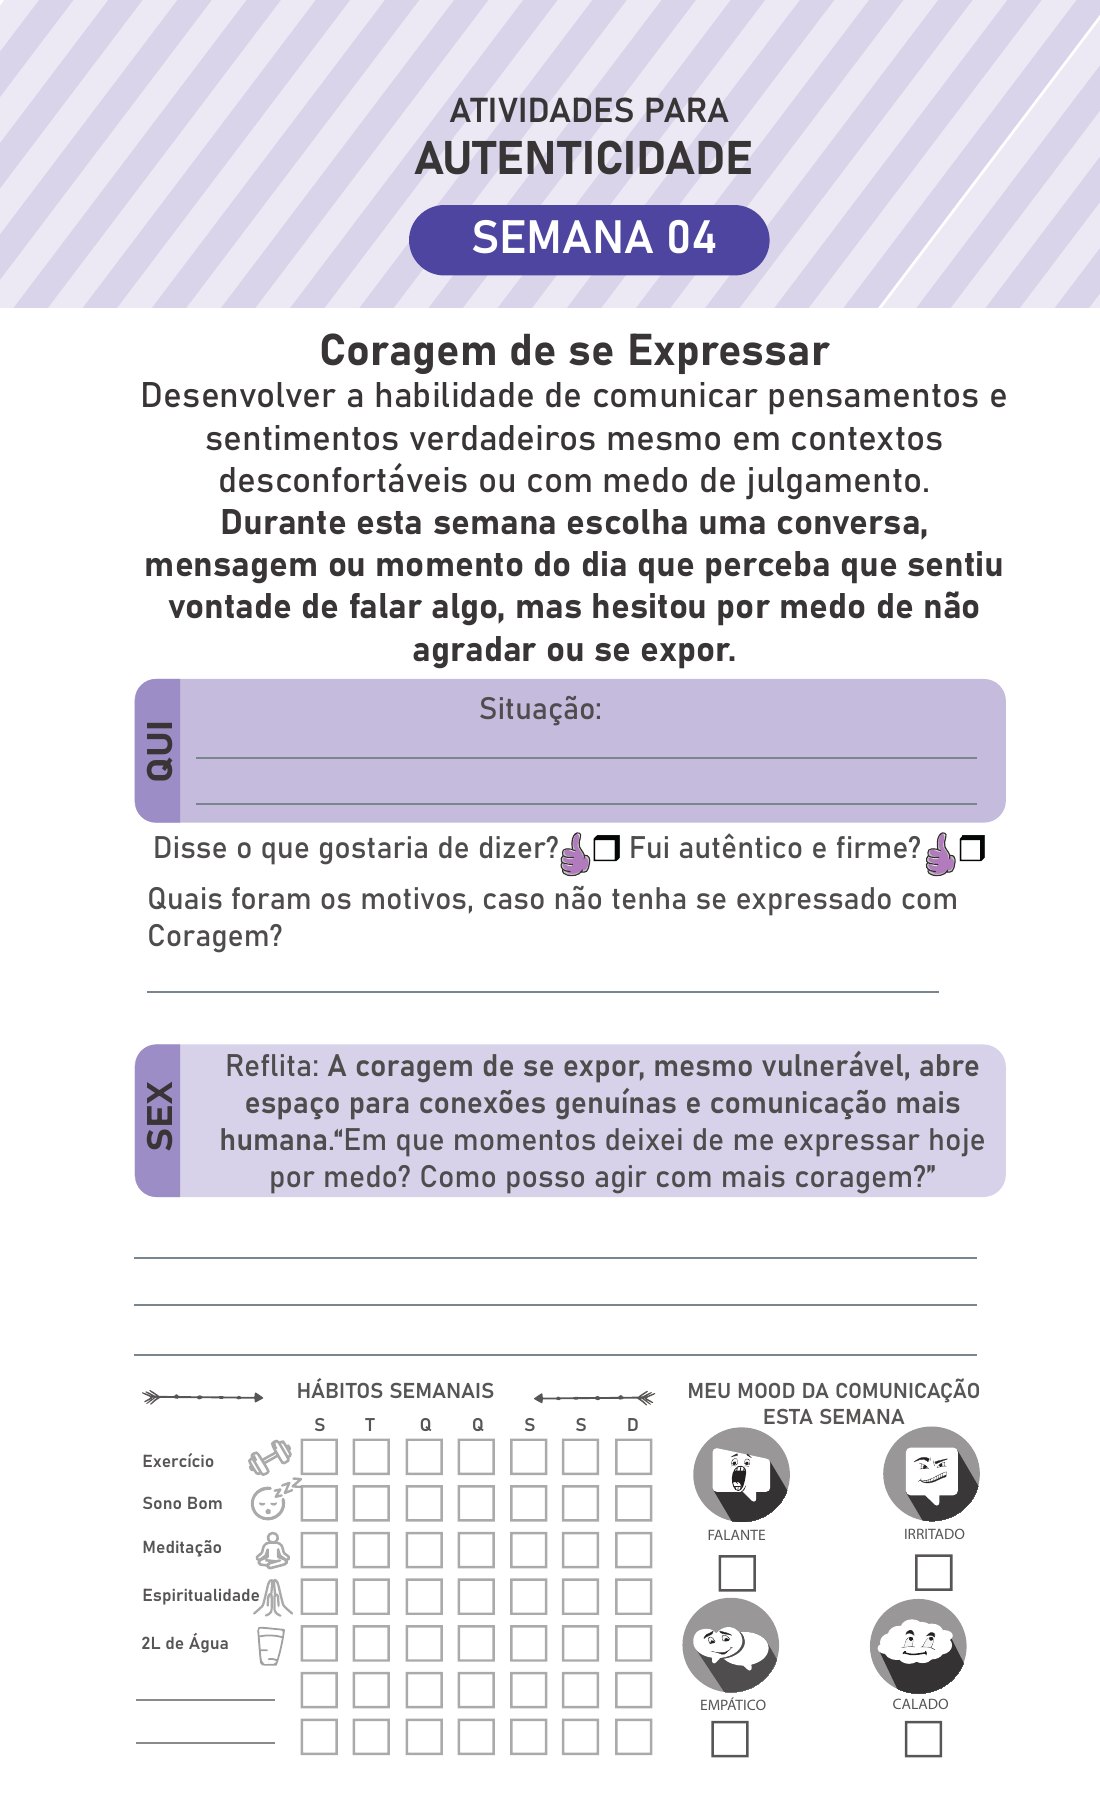 ATIVIDADES PARA
AUTENTICIDADE
SEMANA 04
Coragem de se Expressar
Desenvolver a habilidade de comunicar pensamentos e
sentimentos verdadeiros mesmo em contextos
desconfortáveis ou com medo de julgamento.
Durante esta semana escolha uma conversa,
mensagem ou momento do dia que perceba que sentiu
vontade de falar algo, mas hesitou por medo de não
agradar ou se expor.
QUI
Situação:
Disse o que gostaria de dizer? Fui autêntico e firme?
Quais foram os motivos, caso não tenha se expressado com
Coragem?
SEX
Reflita: A coragem de se expor, mesmo vulnerável, abre
espaço para conexões genuínas e comunicação mais
humana.“Em que momentos deixei de me expressar hoje
por medo? Como posso agir com mais coragem?”
HÁBITOS SEMANAIS
S T Q Q S S D
Exercício
Sono Bom
zzz
Meditação
Espiritualidade
2L de Água
MEU MOOD DA COMUNICAÇÃO
ESTA SEMANA
FALANTE
IRRITADO
EMPÁTICO
CALADO